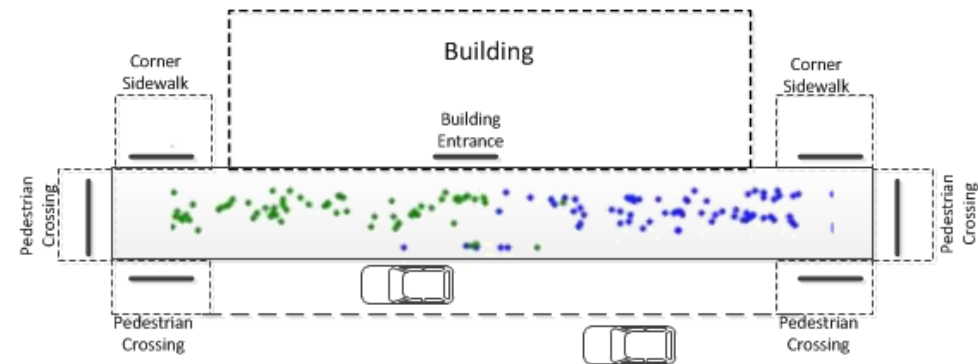 Building
Corner
Sidewalk
Corner
Sidewalk
Building
Entrance
Pedestrian
Crossing
Pedestrian
Crossing
Pedestrian
Crossing
Pedestrian
Crossing